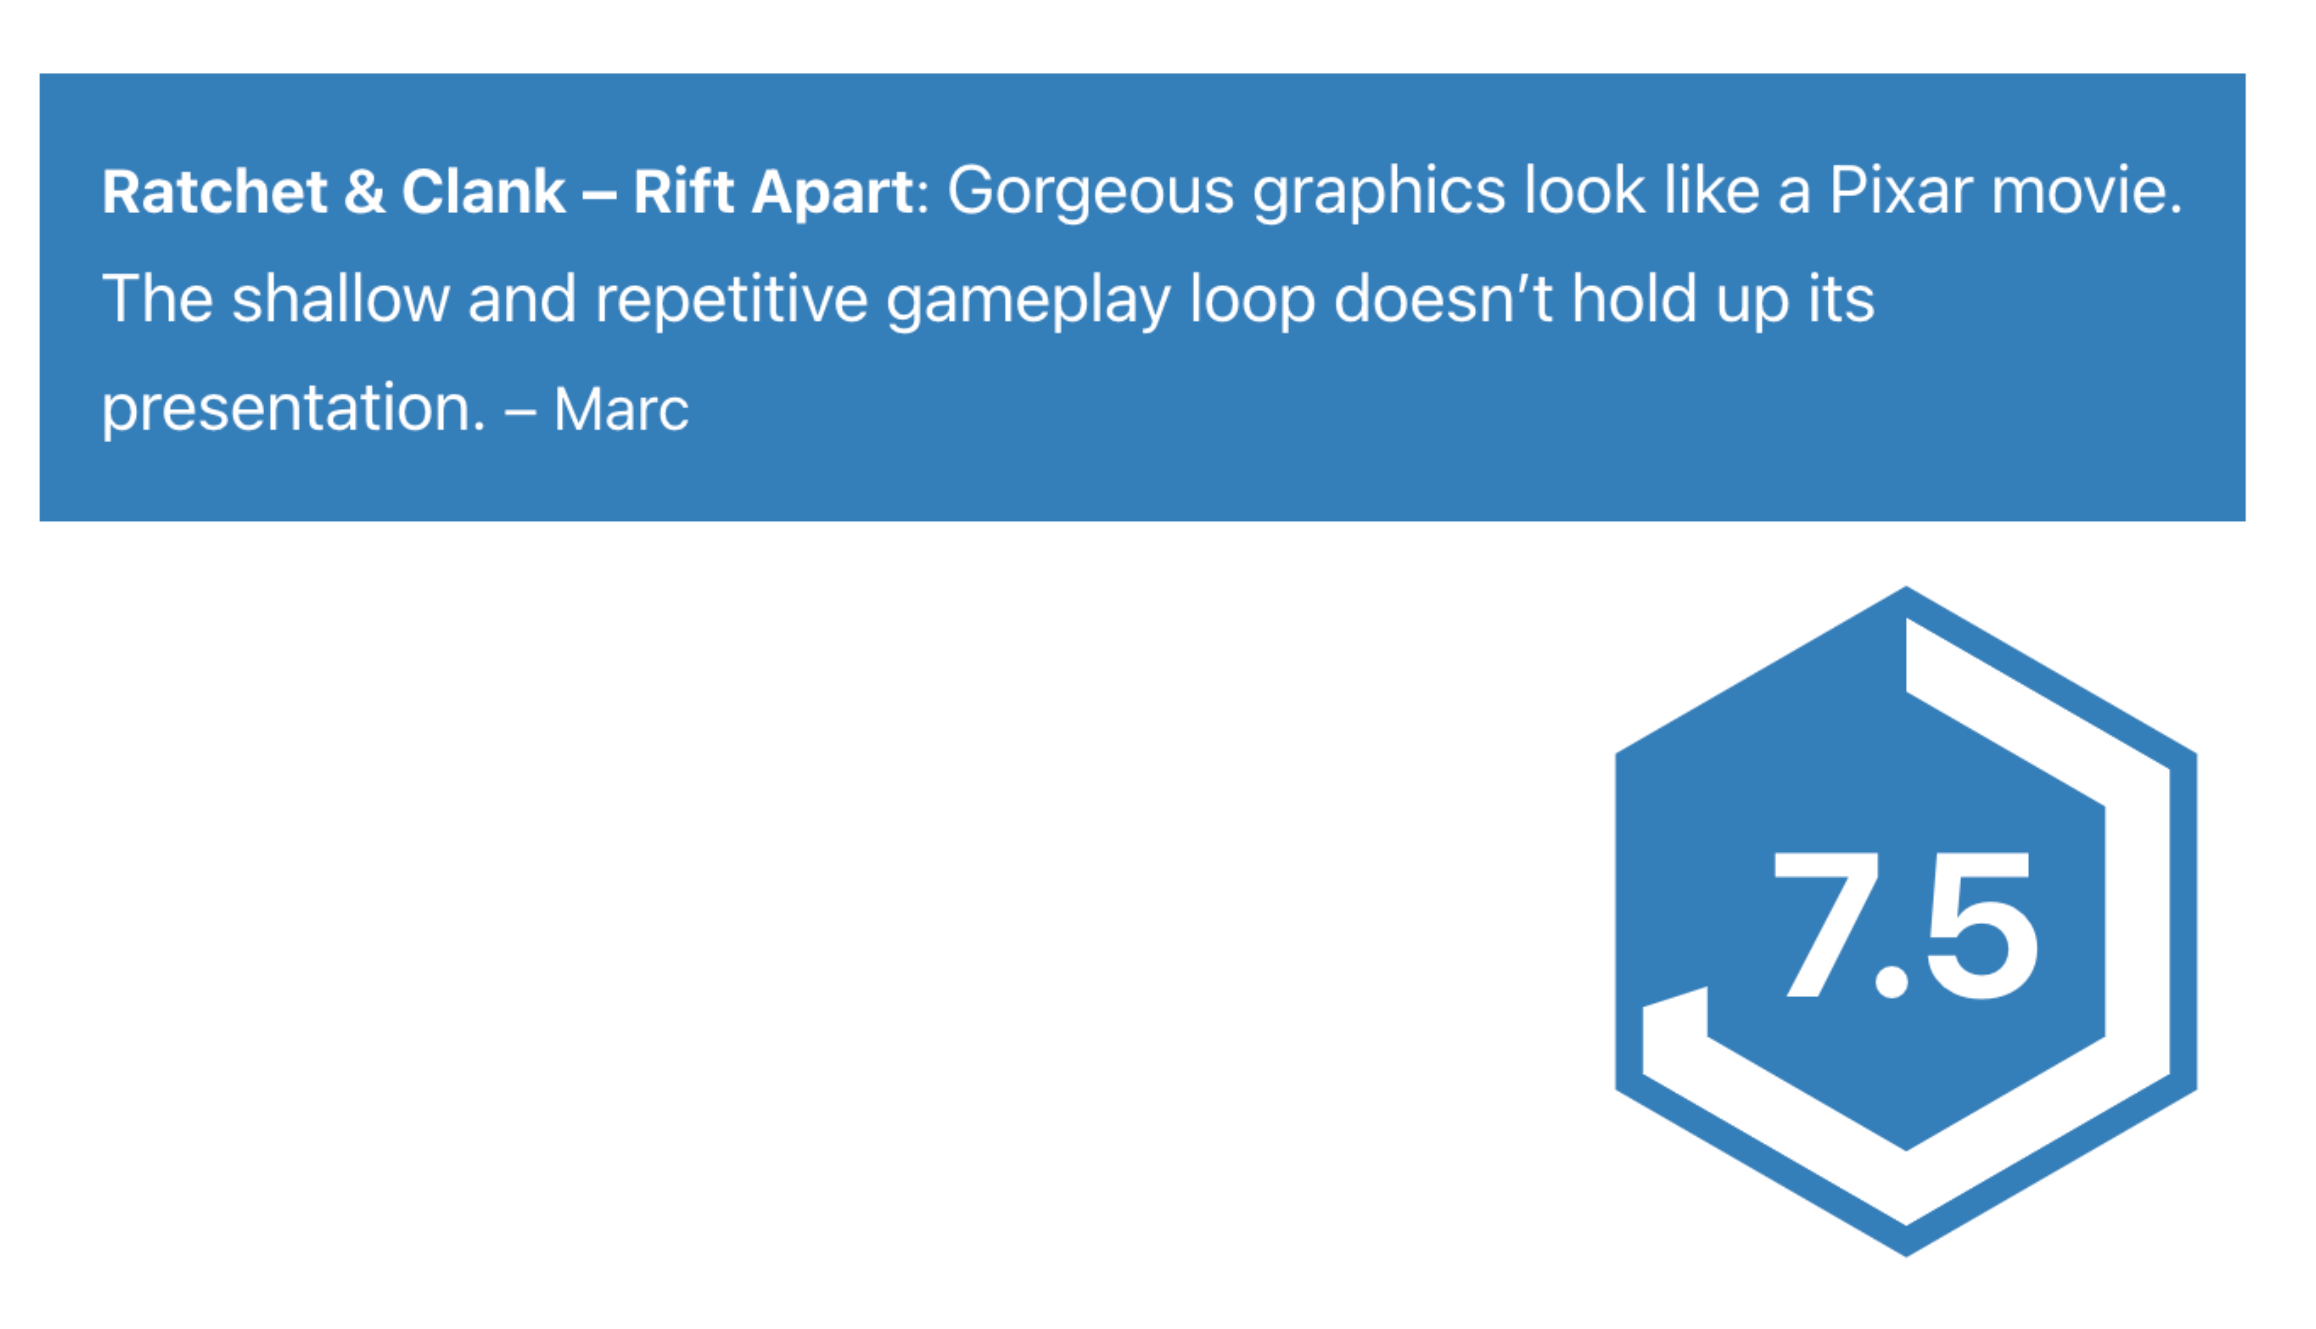 Ratchet & Clank – Rift Apart: Gorgeous graphics look like a Pixar movie.
The shallow and repetitive gameplay loop doesn’t hold up its
presentation. – Marc
7.5